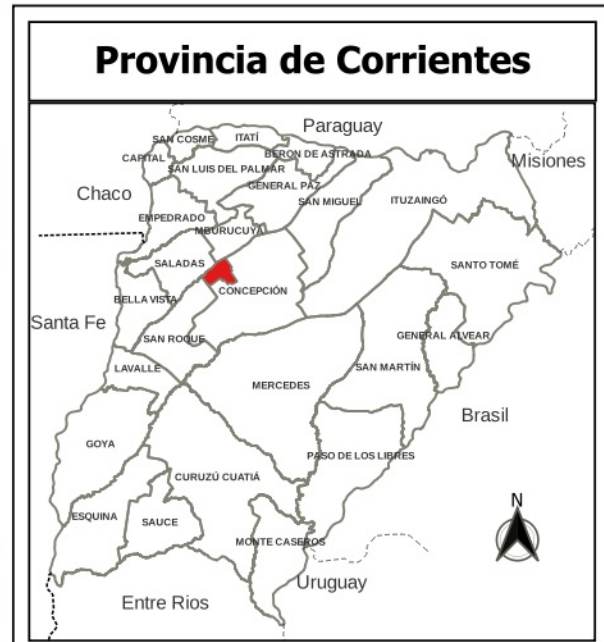 Provincia de Corrientes
Paraguay
SAN COSME
ITATÍ
CAPITAL
SAN LUIS DEL PALMAR
BERON DE ASTRADA
Misiones
Chaco
GENERAL PAZ
SAN MIGUEL
ITUZAINGÓ
EMPEDRADO
MBURUCUYA
SALADAS
SANTO TOMÉ
CONCEPCIÓN
BELLA VISTA
Santa Fe
SAN ROQUE
GENERAL ALVEAR
LAVALLE
SAN MARTÍN
MERCEDES
Brasil
GOYA
PASO DE LOS LIBRES
CURUZÚ CUATIÁ
N
ESQUINA
SAUCE
MONTE CASEROS
Uruguay
Entre Rios